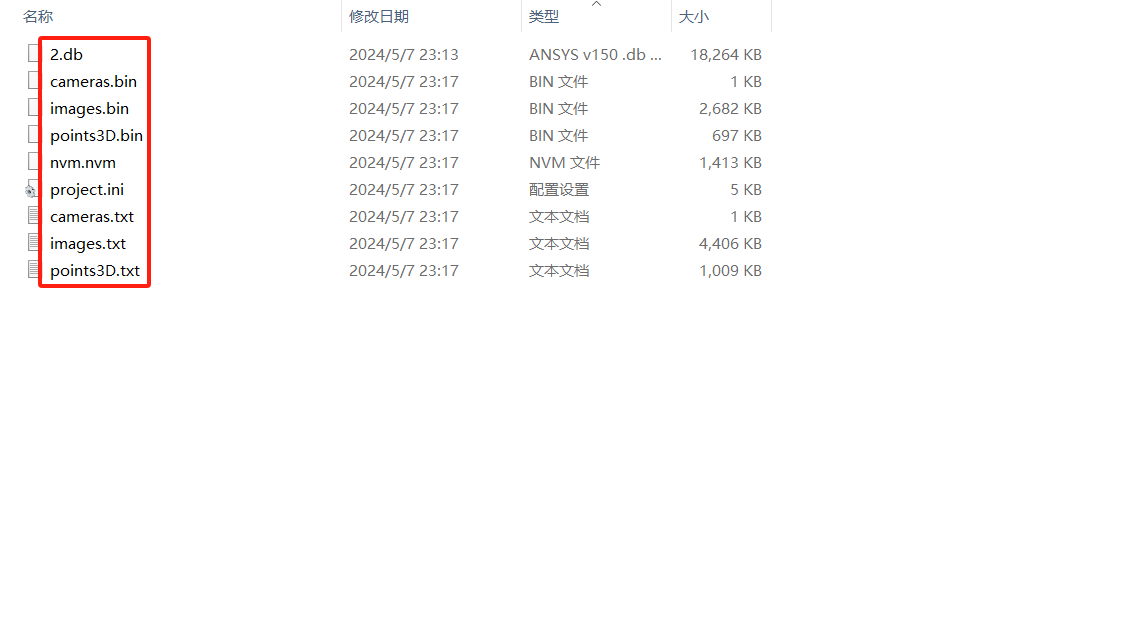 名称 修改日期 类型 大小
2.db 2024/5/7 23:13 ANSYS v150 .db ... 18,264 KB
cameras.bin 2024/5/7 23:17 BIN 文件 1 KB
images.bin 2024/5/7 23:17 BIN 文件 2,682 KB
points3D.bin 2024/5/7 23:17 BIN 文件 697 KB
nvm.nvm 2024/5/7 23:17 NVM 文件 1,413 KB
project.ini 2024/5/7 23:17 配置设置 5 KB
cameras.txt 2024/5/7 23:17 文本文档 1 KB
images.txt 2024/5/7 23:17 文本文档 4,406 KB
points3D.txt 2024/5/7 23:17 文本文档 1,009 KB